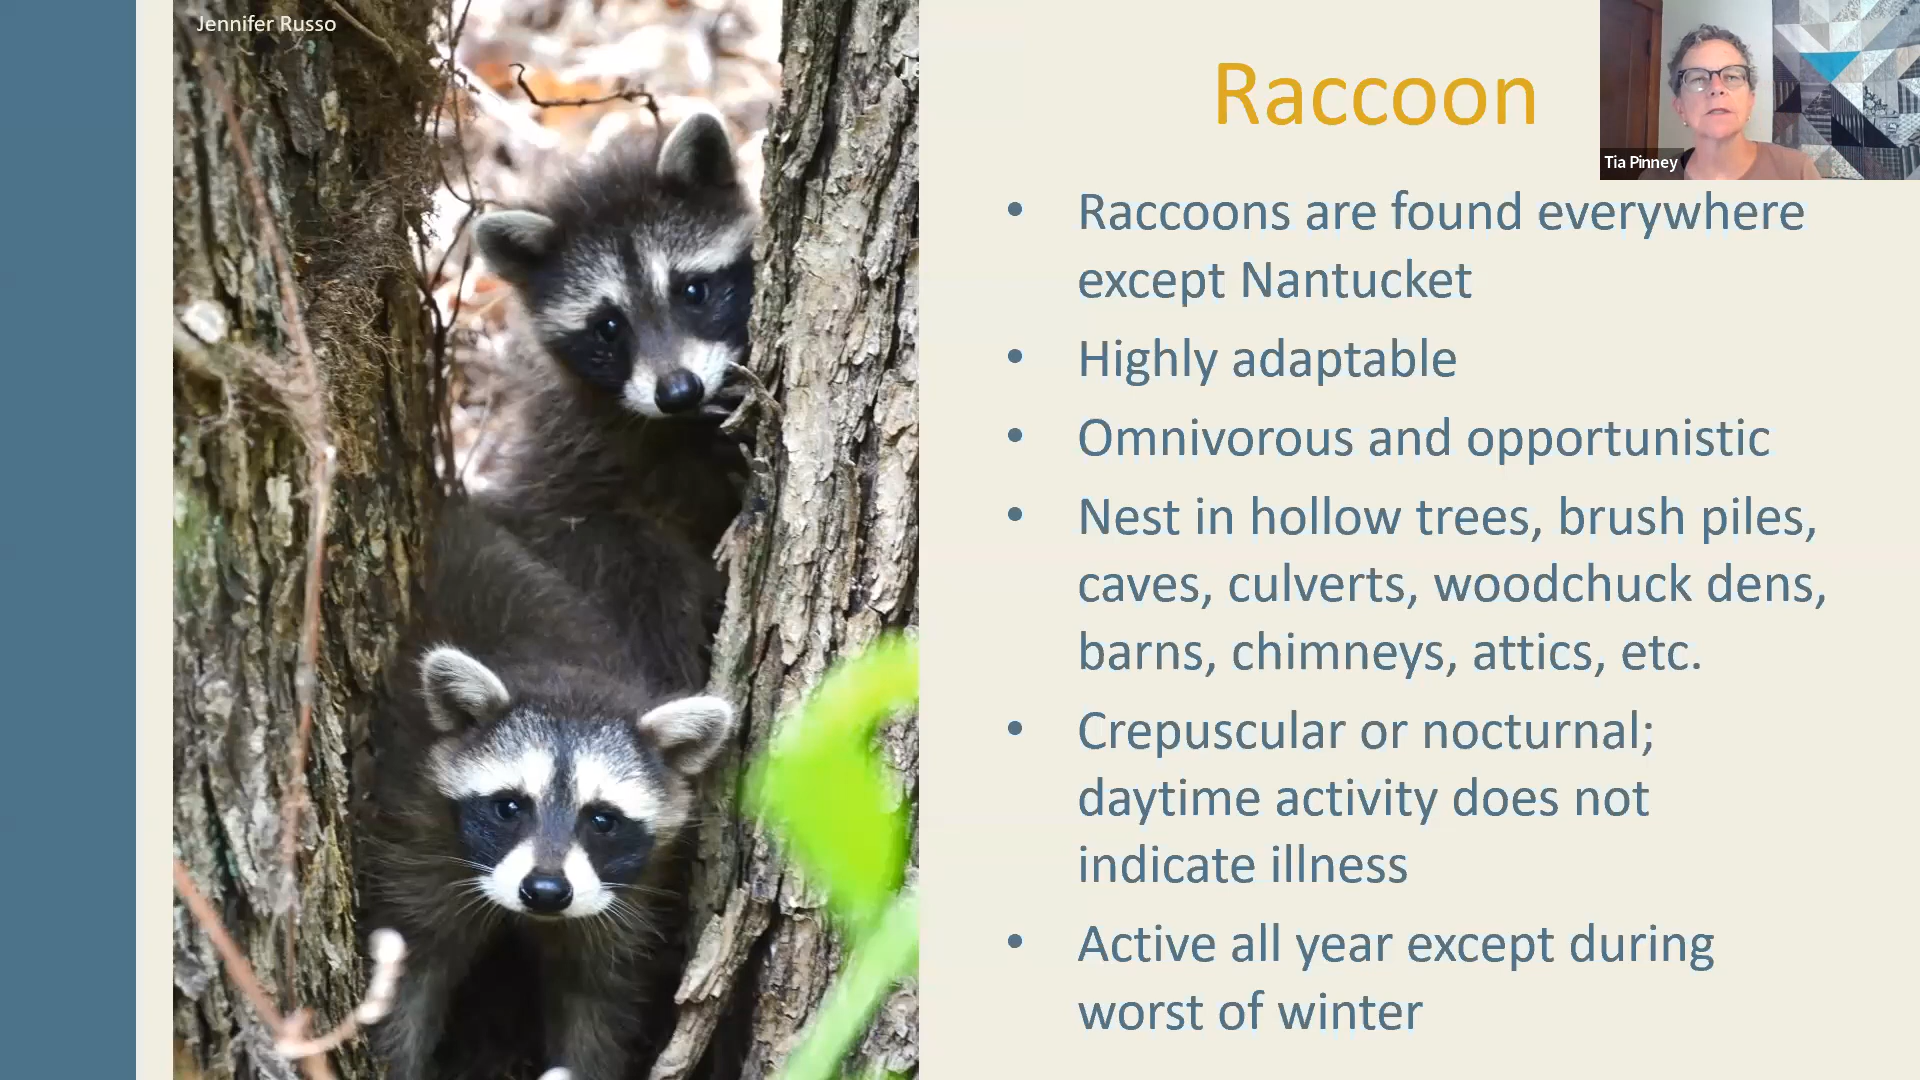 Jennifer Russo
Raccoon
Tia Pinney
• Raccoons are found everywhere
except Nantucket
• Highly adaptable
• Omnivorous and opportunistic
• Nest in hollow trees, brush piles,
caves, culverts, woodchuck dens,
barns, chimneys, attics, etc.
• Crepuscular or nocturnal;
daytime activity does not
indicate illness
• Active all year except during
worst of winter